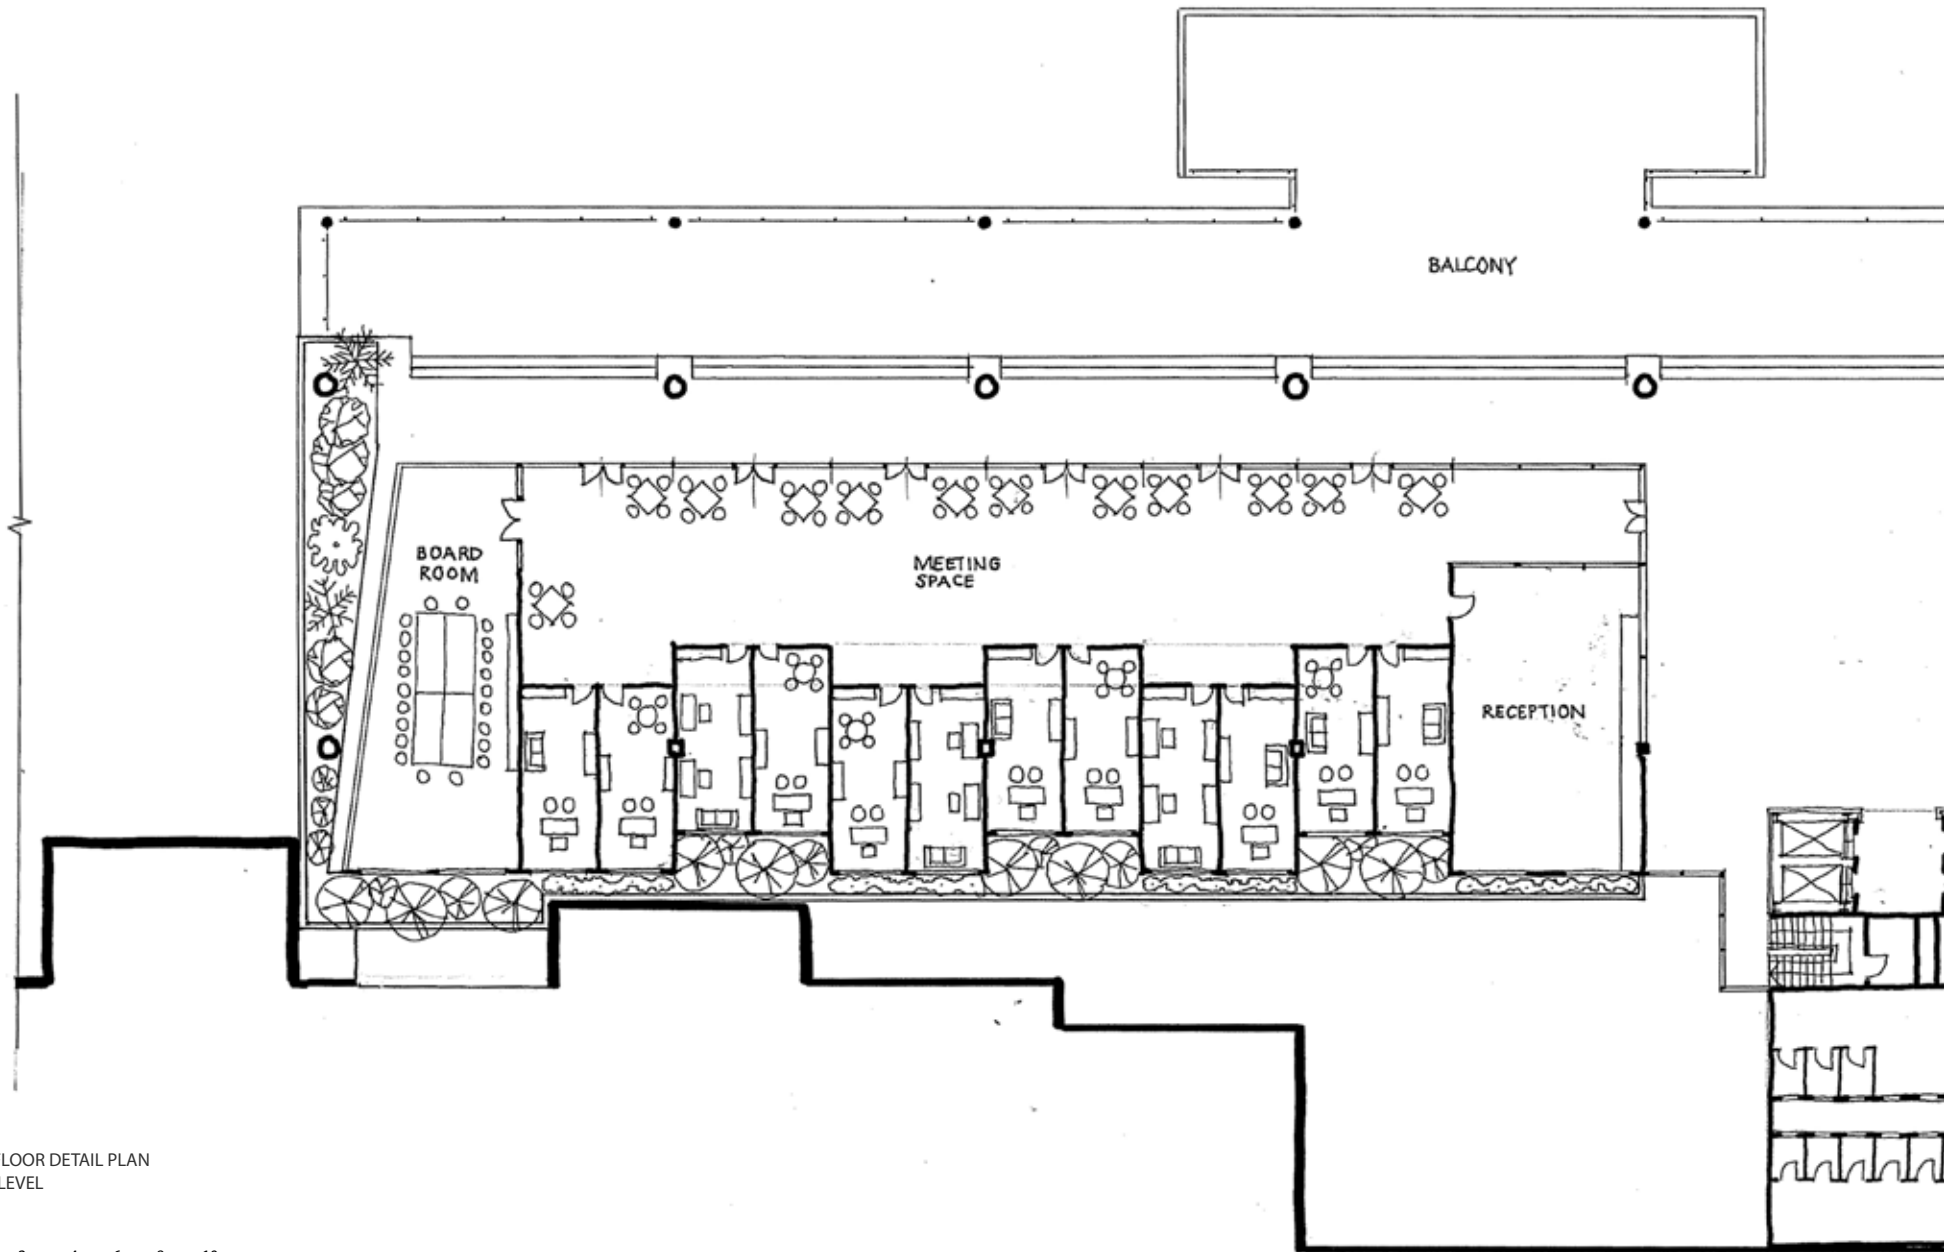 BALCONY
BOARD
ROOM
MEETING
SPACE
RECEPTION
LOOR DETAIL PLAN
LEVEL